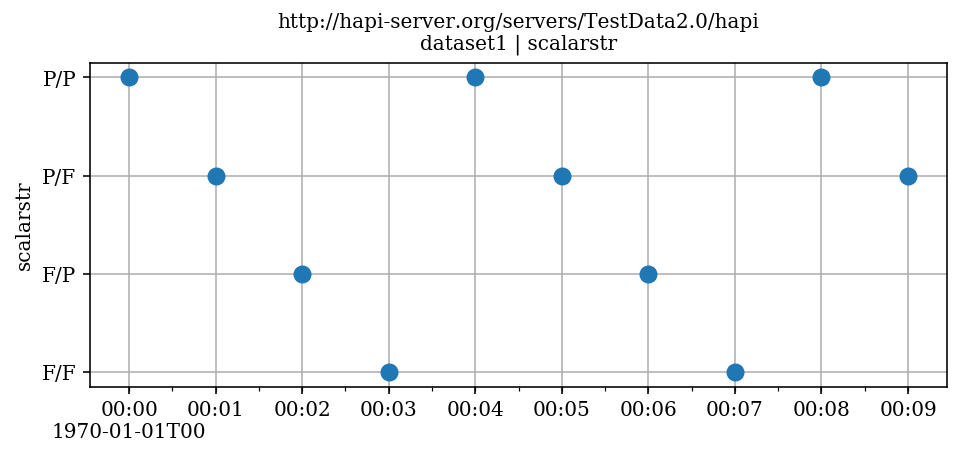 http://hapi-server.org/servers/TestData2.0/hapi
dataset1 | scalarstr
P/P
P/F
F/P
F/F
scalarstr
00:00 00:01 00:02 00:03 00:04 00:05 00:06 00:07 00:08 00:09
1970-01-01T00